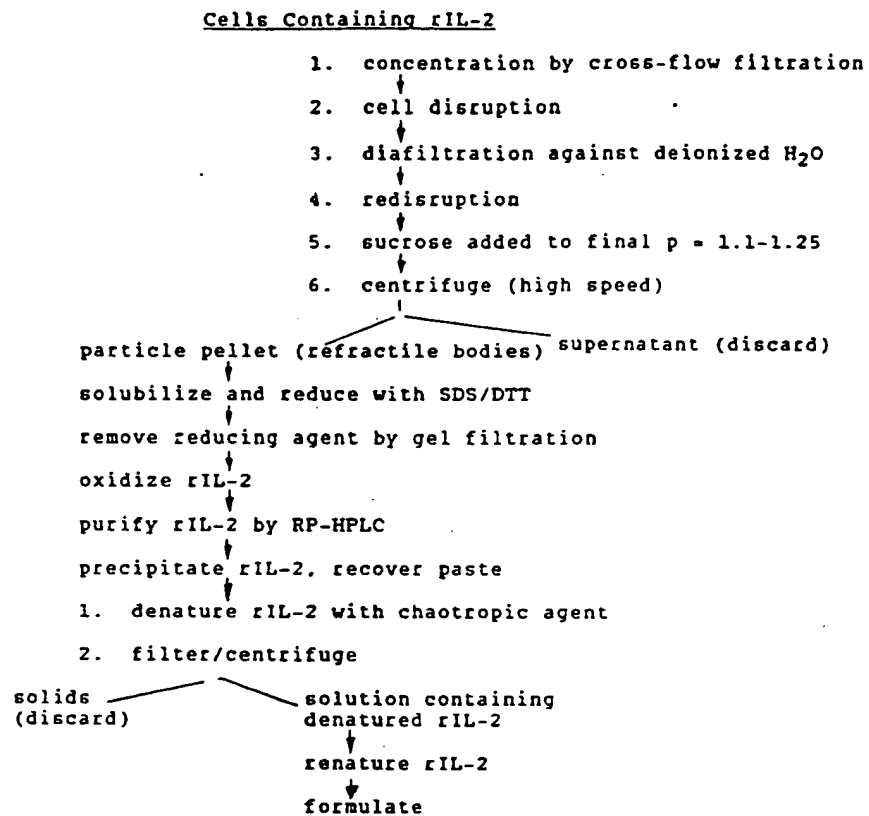 Cells Containing rIL-2
1. concentration by cross-flow filtration
2. cell disruption
3. diafiltration against deionized H₂O
4. redisruption
5. sucrose added to final p = 1.1-1.25
6. centrifuge (high speed)
particle pellet (refractile bodies) supernatant (discard)
solubilize and reduce with SDS/DTT
remove reducing agent by gel filtration
oxidize rIL-2
purify rIL-2 by RP-HPLC
precipitate rIL-2, recover paste
1. denature rIL-2 with chaotropic agent
2. filter/centrifuge
solids
(discard)
solution containing
denatured rIL-2
renature rIL-2
formulate